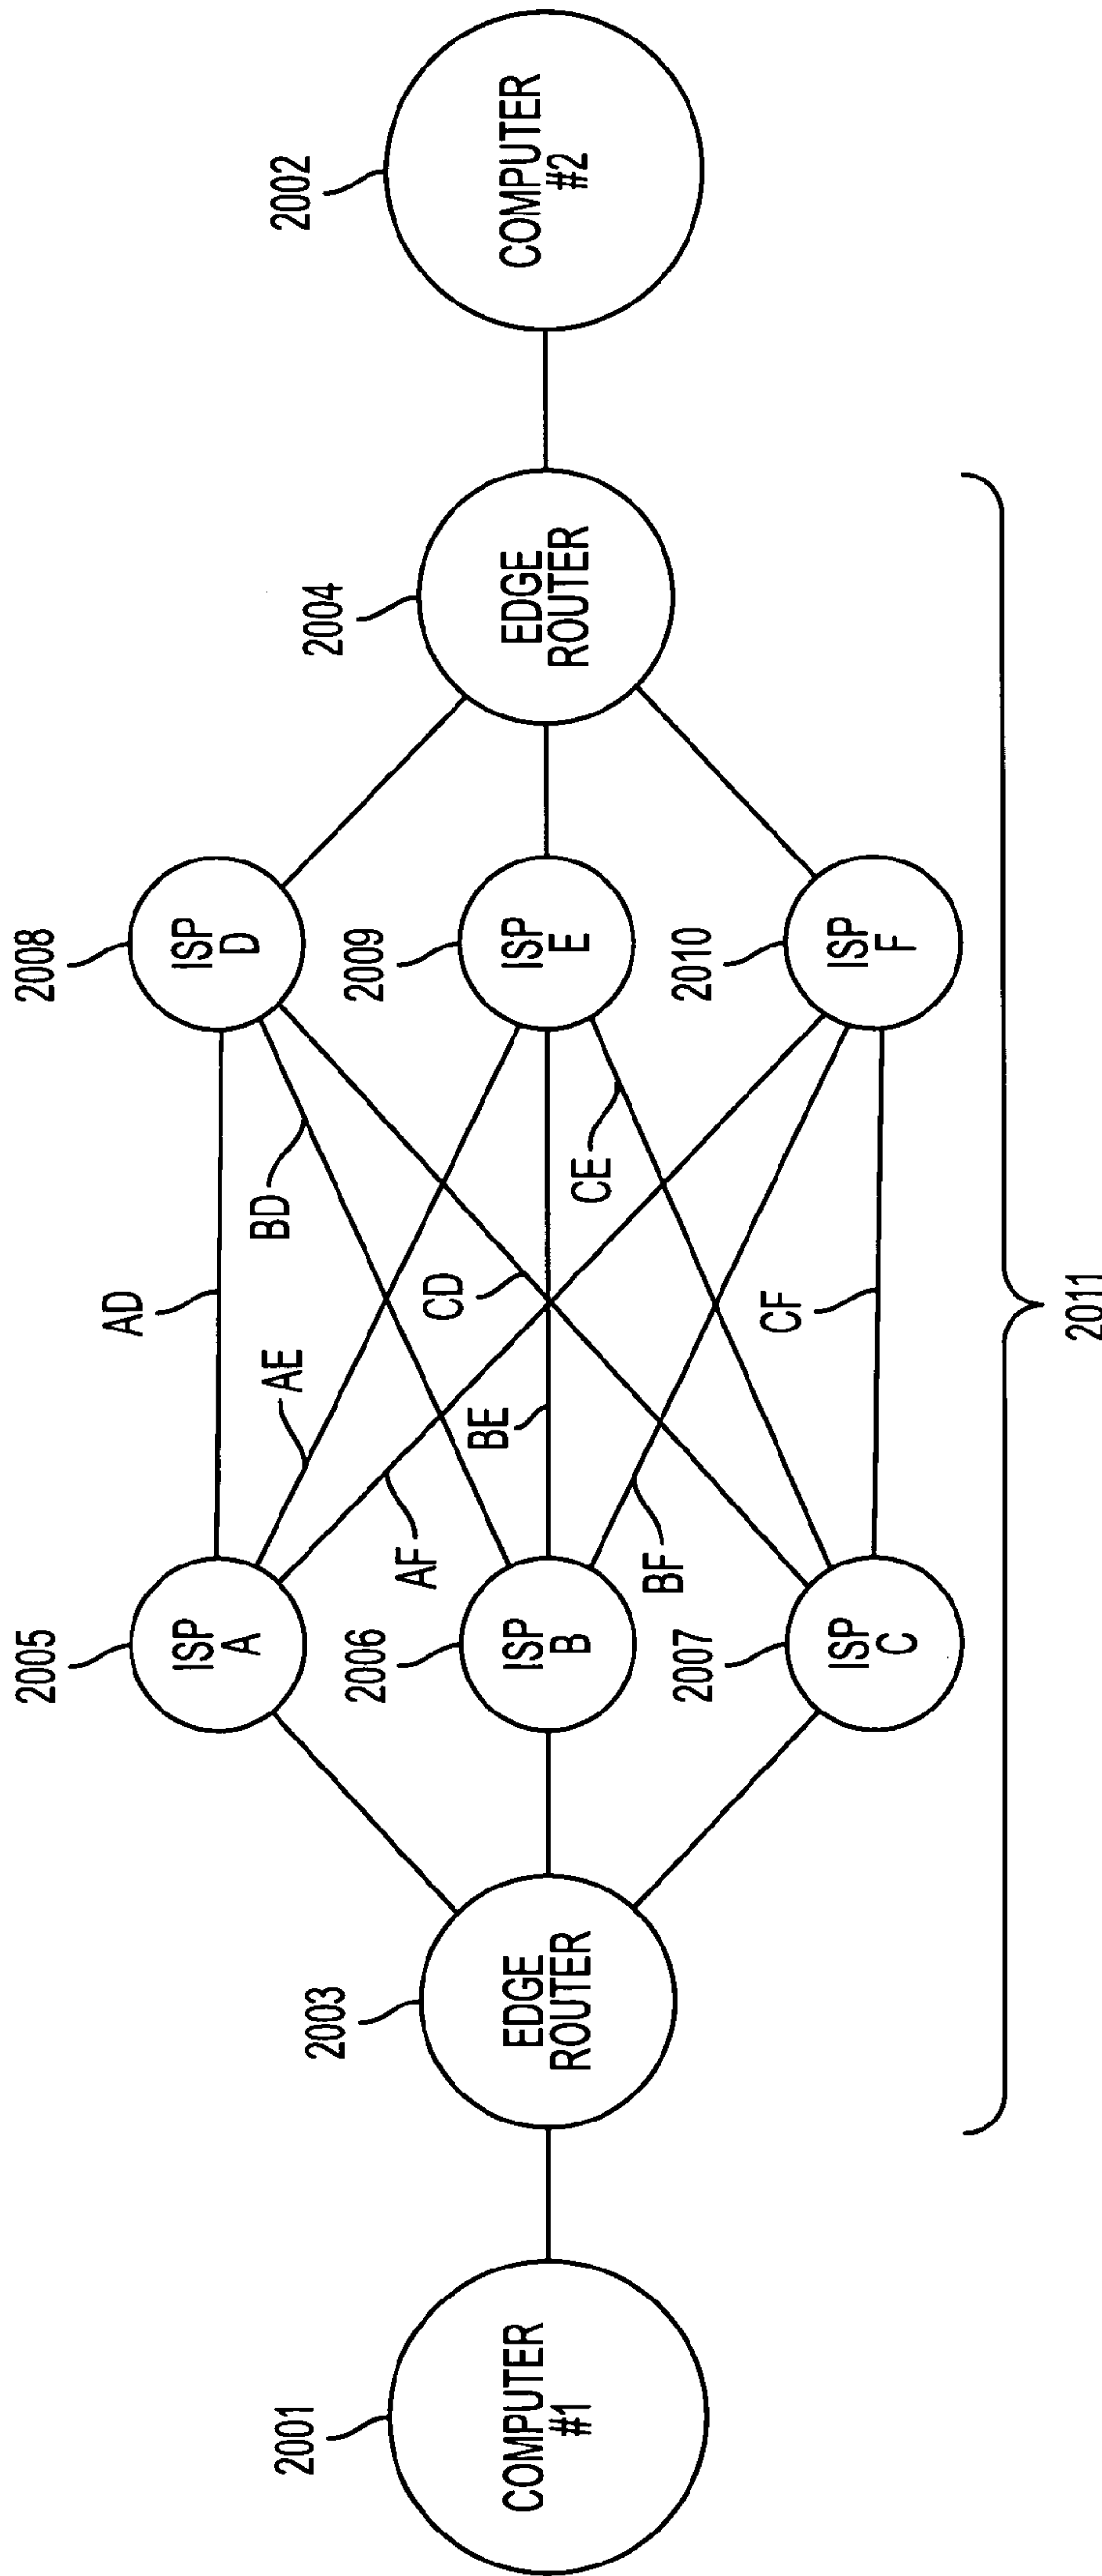 2001
COMPUTER
#1
2003
EDGE
ROUTER
2005
ISP
A
2006
ISP
B
2007
ISP
C
AD
AE
AF
BD
BE
BF
CD
CE
CF
2008
ISP
D
2009
ISP
E
2010
ISP
F
2004
EDGE
ROUTER
2002
COMPUTER
#2
2011